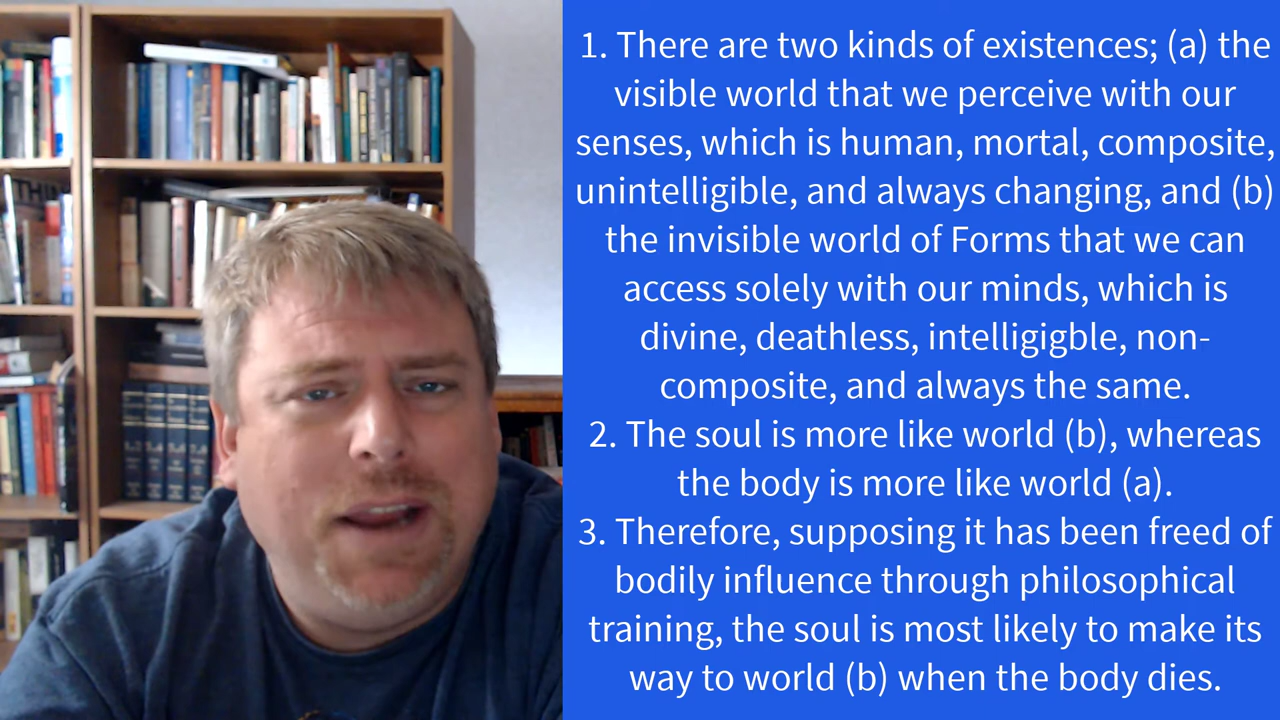 1. There are two kinds of existences; (a) the
visible world that we perceive with our
senses, which is human, mortal, composite,
unintelligible, and always changing, and (b)
the invisible world of Forms that we can
access solely with our minds, which is
divine, deathless, intelligigble, non-
composite, and always the same.
2. The soul is more like world (b), whereas
the body is more like world (a).
3. Therefore, supposing it has been freed of
bodily influence through philosophical
training, the soul is most likely to make its
way to world (b) when the body dies.